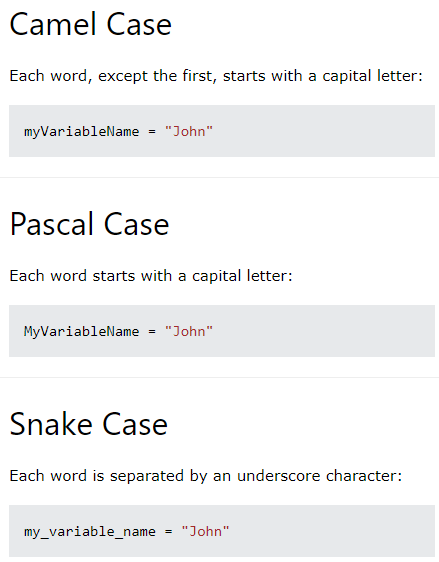 Camel Case
Each word, except the first, starts with a capital letter:
myVariableName = "John"
Pascal Case
Each word starts with a capital letter:
MyVariableName = "John"
Snake Case
Each word is separated by an underscore character:
my_variable_name = "John"